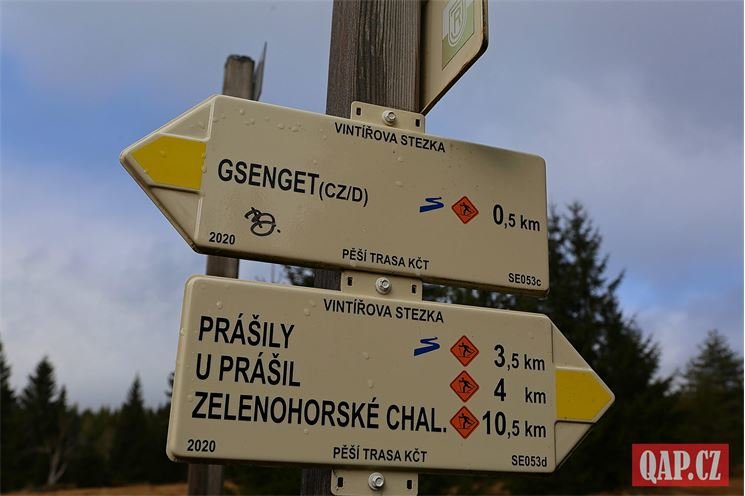 VINTÍŘOVA STEZKA
GSENGET (CZ/D) 0,5 km
2020 PĚŠÍ TRASA KČT SE053c
VINTÍŘOVA STEZKA
PRÁŠILY 3,5 km
U PRÁŠIL 4 km
ZELENOHORSKÉ CHAL. 10,5 km
2020 PĚŠÍ TRASA KČT SE053d
QAP.CZ